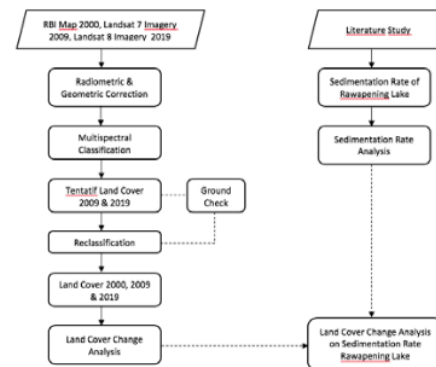 RBI Map 2000, Landsat 7 Imagery
2009, Landsat 8 Imagery 2019
Radiometric &
Geometric Correction
Multispectral
Classification
Tentatif Land Cover
2009 & 2019
Ground
Check
Reclassification
Land Cover 2000, 2009
& 2019
Land Cover Change
Analysis
Literature Study
Sedimentation Rate of
Rawapening Lake
Sedimentation Rate
Analysis
Land Cover Change Analysis
on Sedimentation Rate
Rawapening Lake